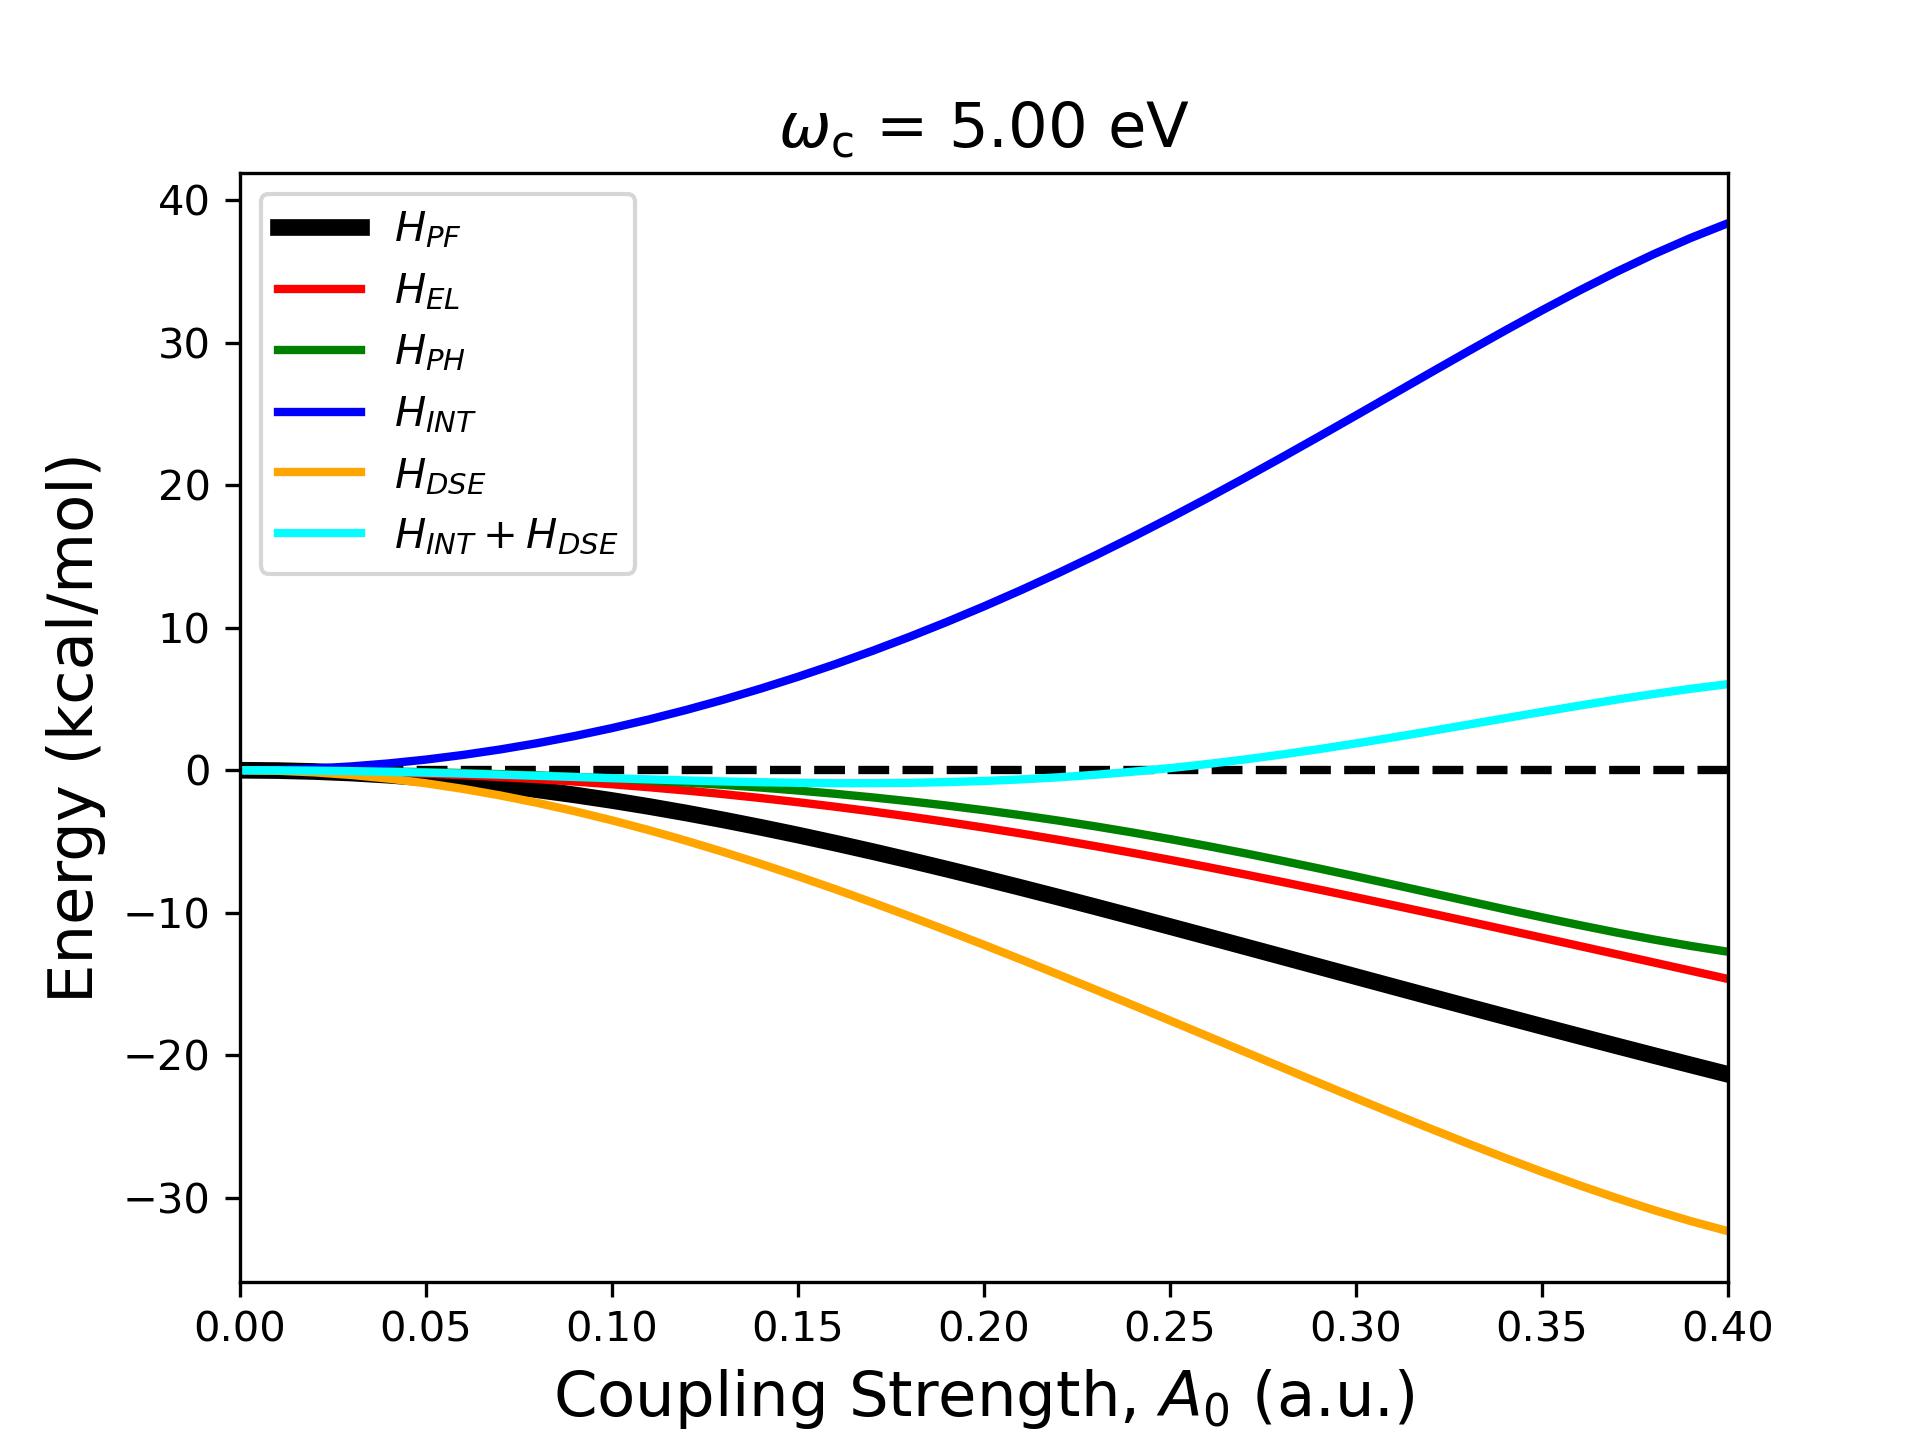 ω_c = 5.00 eV
H_PF
H_EL
H_PH
H_INT
H_DSE
H_INT + H_DSE
Energy (kcal/mol)
40
30
20
10
0
−10
−20
−30
0.00 0.05 0.10 0.15 0.20 0.25 0.30 0.35 0.40
Coupling Strength, A_0 (a.u.)